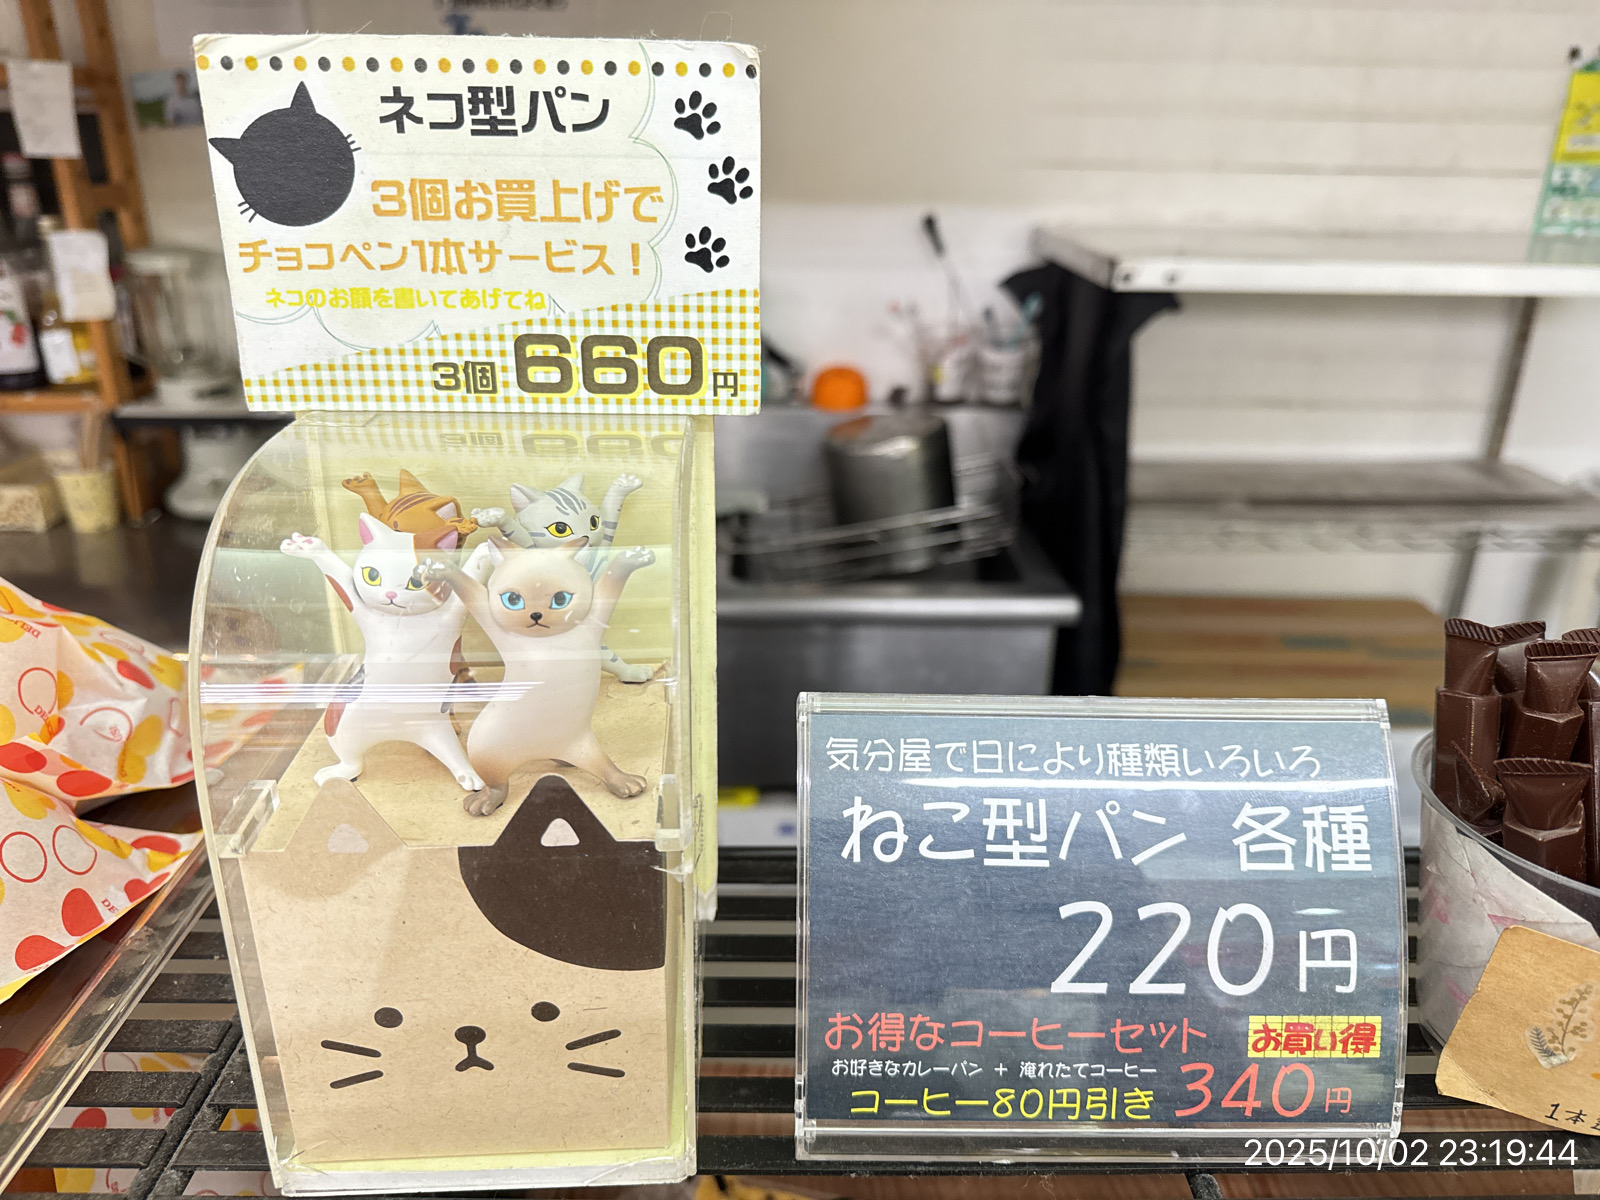 ネコ型パン
3個お買上げで
チョコペン1本サービス！
ネコのお顔を書いてあげてね
3個 660円
気分屋で日により種類いろいろ
ねこ型パン 各種
220円
お得なコーヒーセット お買い得
お好きなカレーパン + 淹れたてコーヒー
コーヒー80円引き 340円
1本
2025/10/02 23:19:44